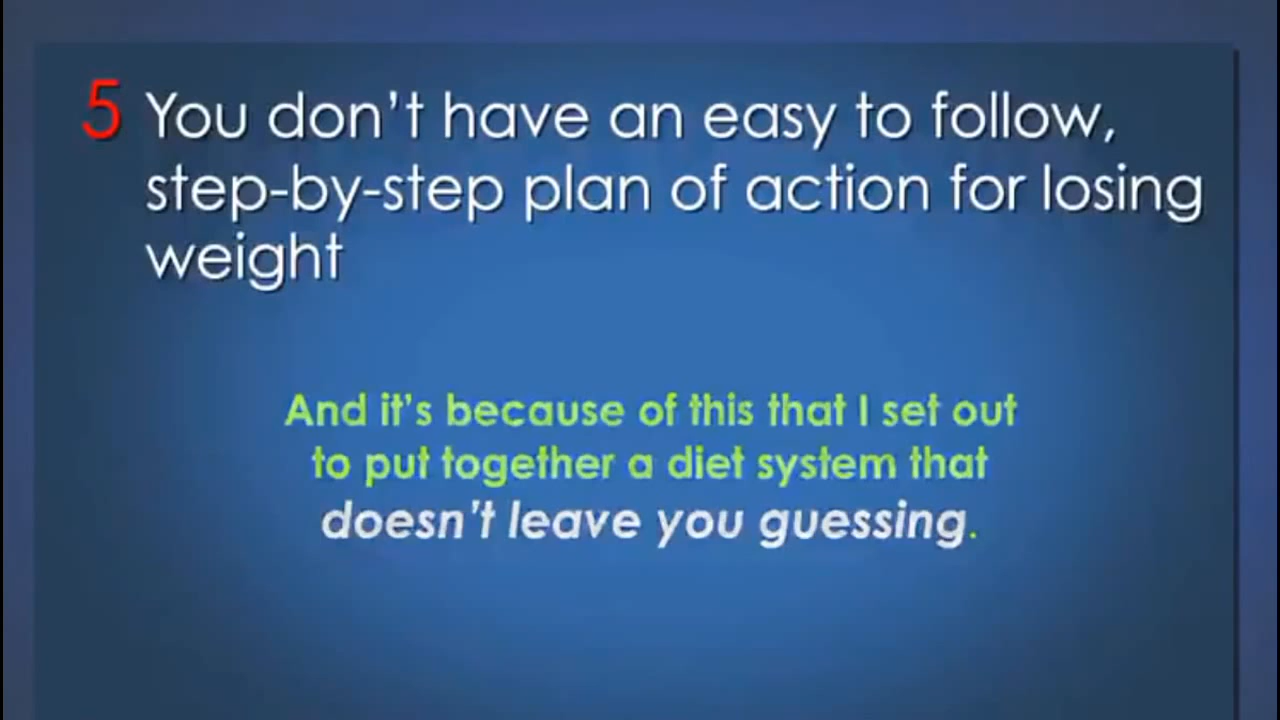 5 You don't have an easy to follow,
step-by-step plan of action for losing
weight
And it's because of this that I set out
to put together a diet system that
doesn't leave you guessing.